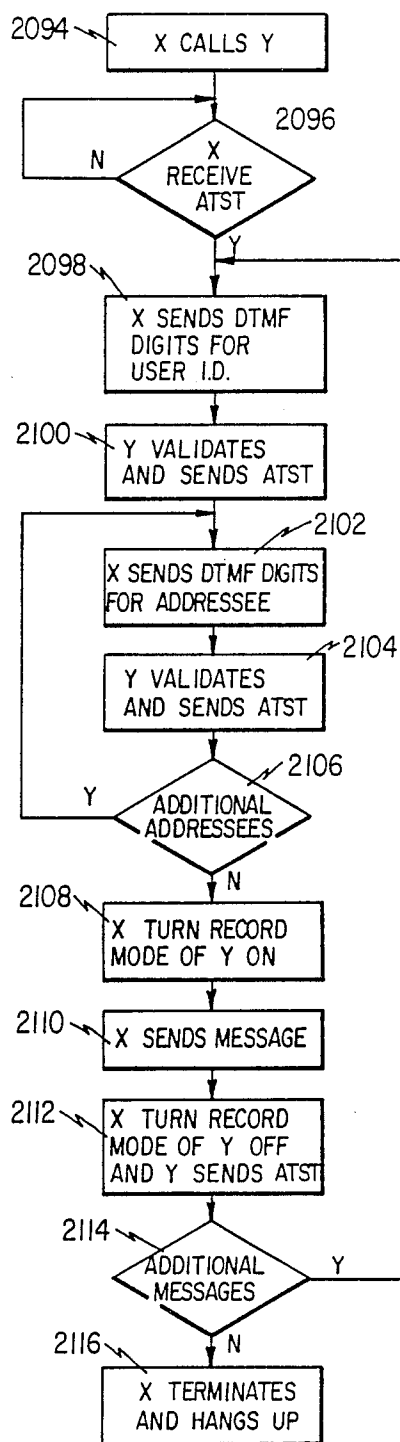 2094
X CALLS Y
2096
N
X
RECEIVE
ATST
Y
2098
X SENDS DTMF
DIGITS FOR
USER I.D.
2100
Y VALIDATES
AND SENDS ATST
2102
X SENDS DTMF DIGITS
FOR ADDRESSEE
2104
Y VALIDATES
AND SENDS ATST
2106
Y
ADDITIONAL
ADDRESSEES
N
2108
X TURN RECORD
MODE OF Y ON
2110
X SENDS MESSAGE
2112
X TURN RECORD
MODE OF Y OFF
AND Y SENDS ATST
2114
ADDITIONAL
MESSAGES
Y
N
2116
X TERMINATES
AND HANGS UP